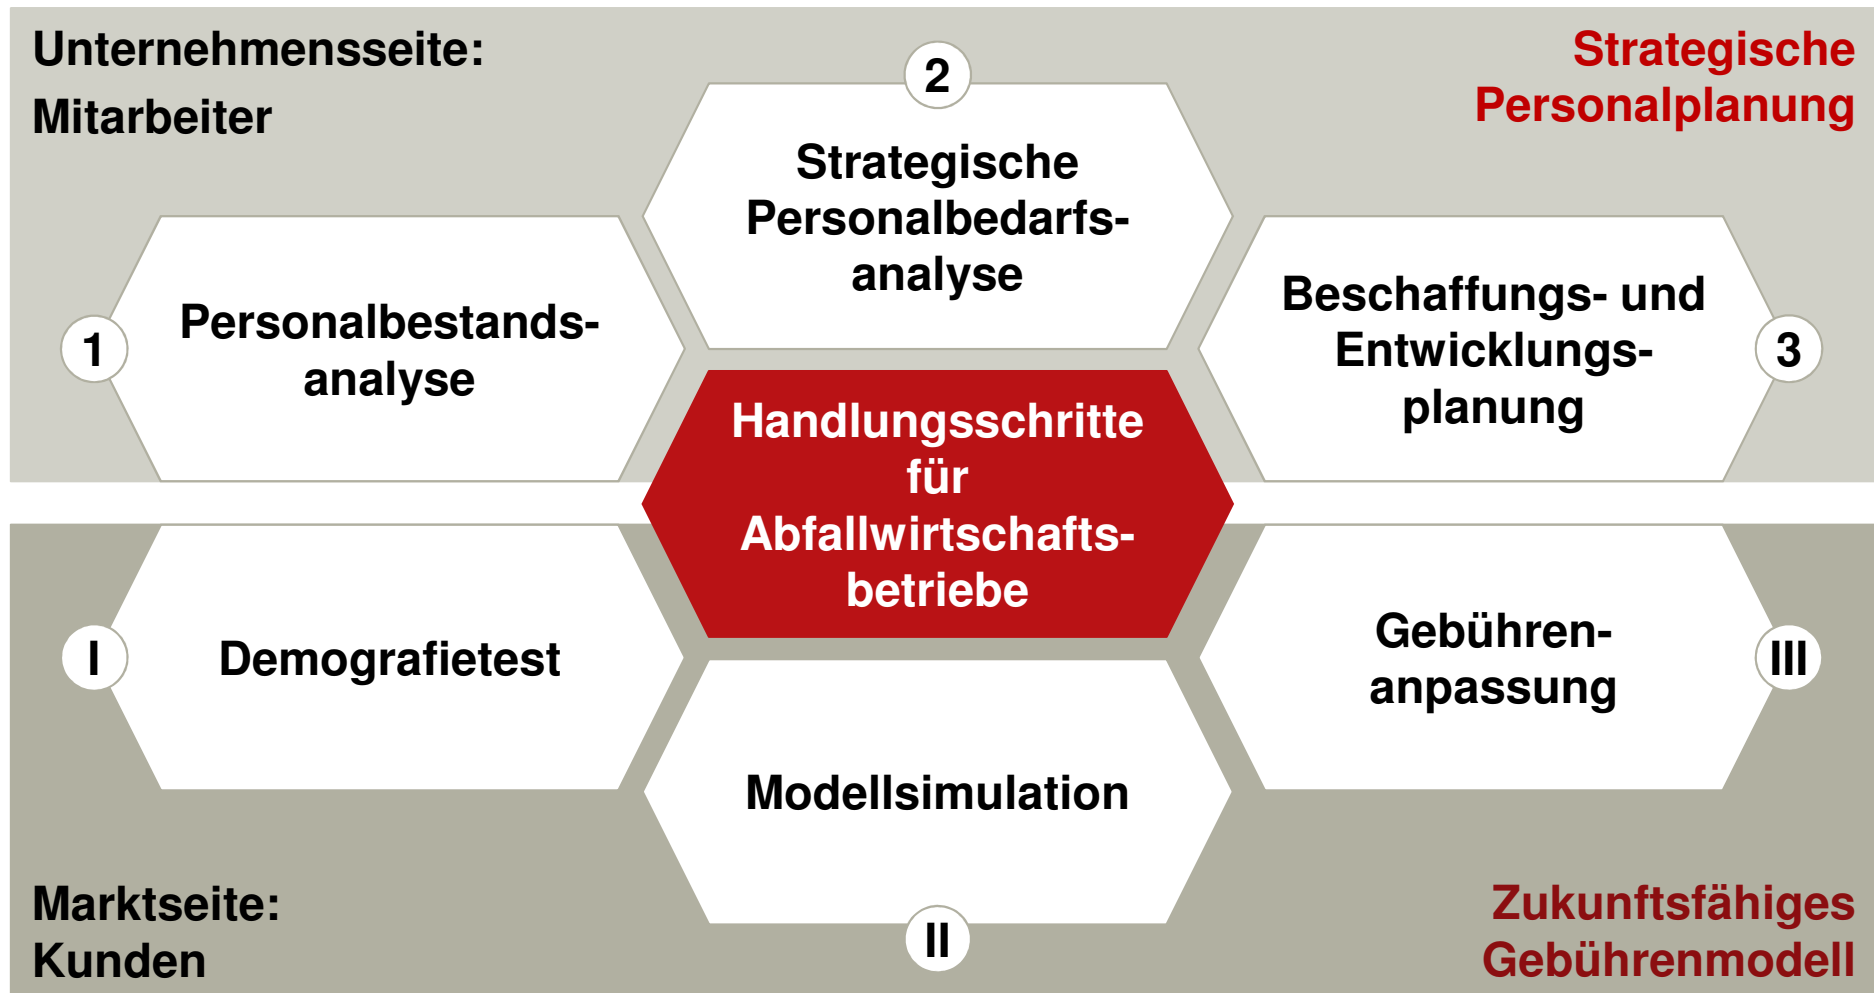 Unternehmensseite:
Mitarbeiter
Strategische
Personalplanung
2
Strategische
Personalbedarfs-
analyse
1
Personalbestands-
analyse
Beschaffungs- und
Entwicklungs-
planung
3
Handlungsschritte
für
Abfallwirtschafts-
betriebe
I
Demografietest
Gebühren-
anpassung
III
Modellsimulation
II
Marktseite:
Kunden
Zukunftsfähiges
Gebührenmodell